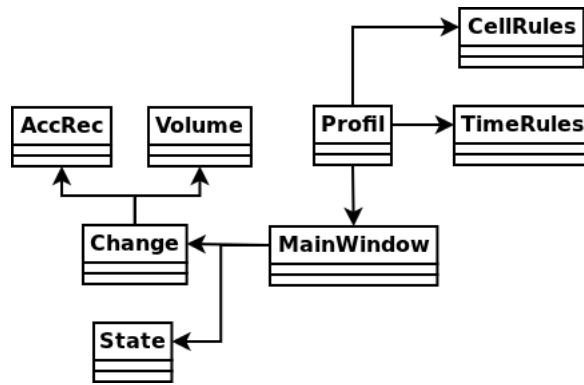 CellRules
AccRec
Volume
Profil
TimeRules
Change
MainWindow
State